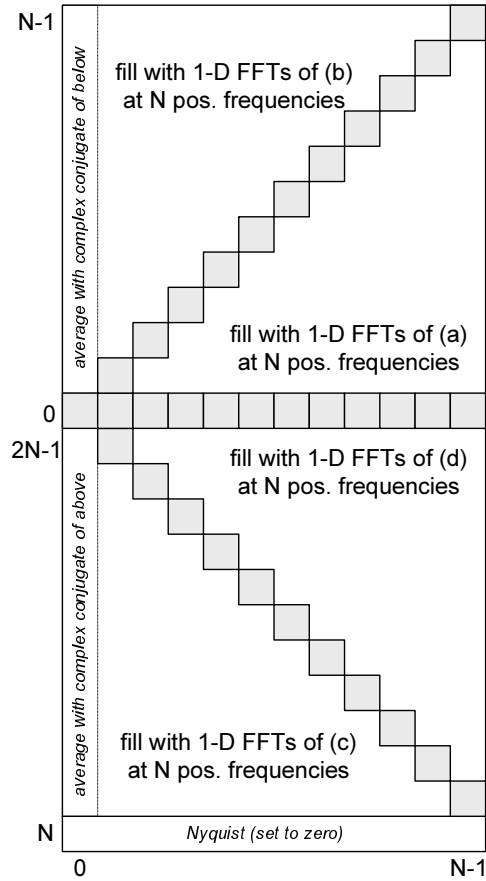 N-1
average with complex conjugate of below
fill with 1-D FFTs of (b)
at N pos. frequencies
fill with 1-D FFTs of (a)
at N pos. frequencies
0
2N-1
average with complex conjugate of above
fill with 1-D FFTs of (d)
at N pos. frequencies
fill with 1-D FFTs of (c)
at N pos. frequencies
N
Nyquist (set to zero)
0
N-1